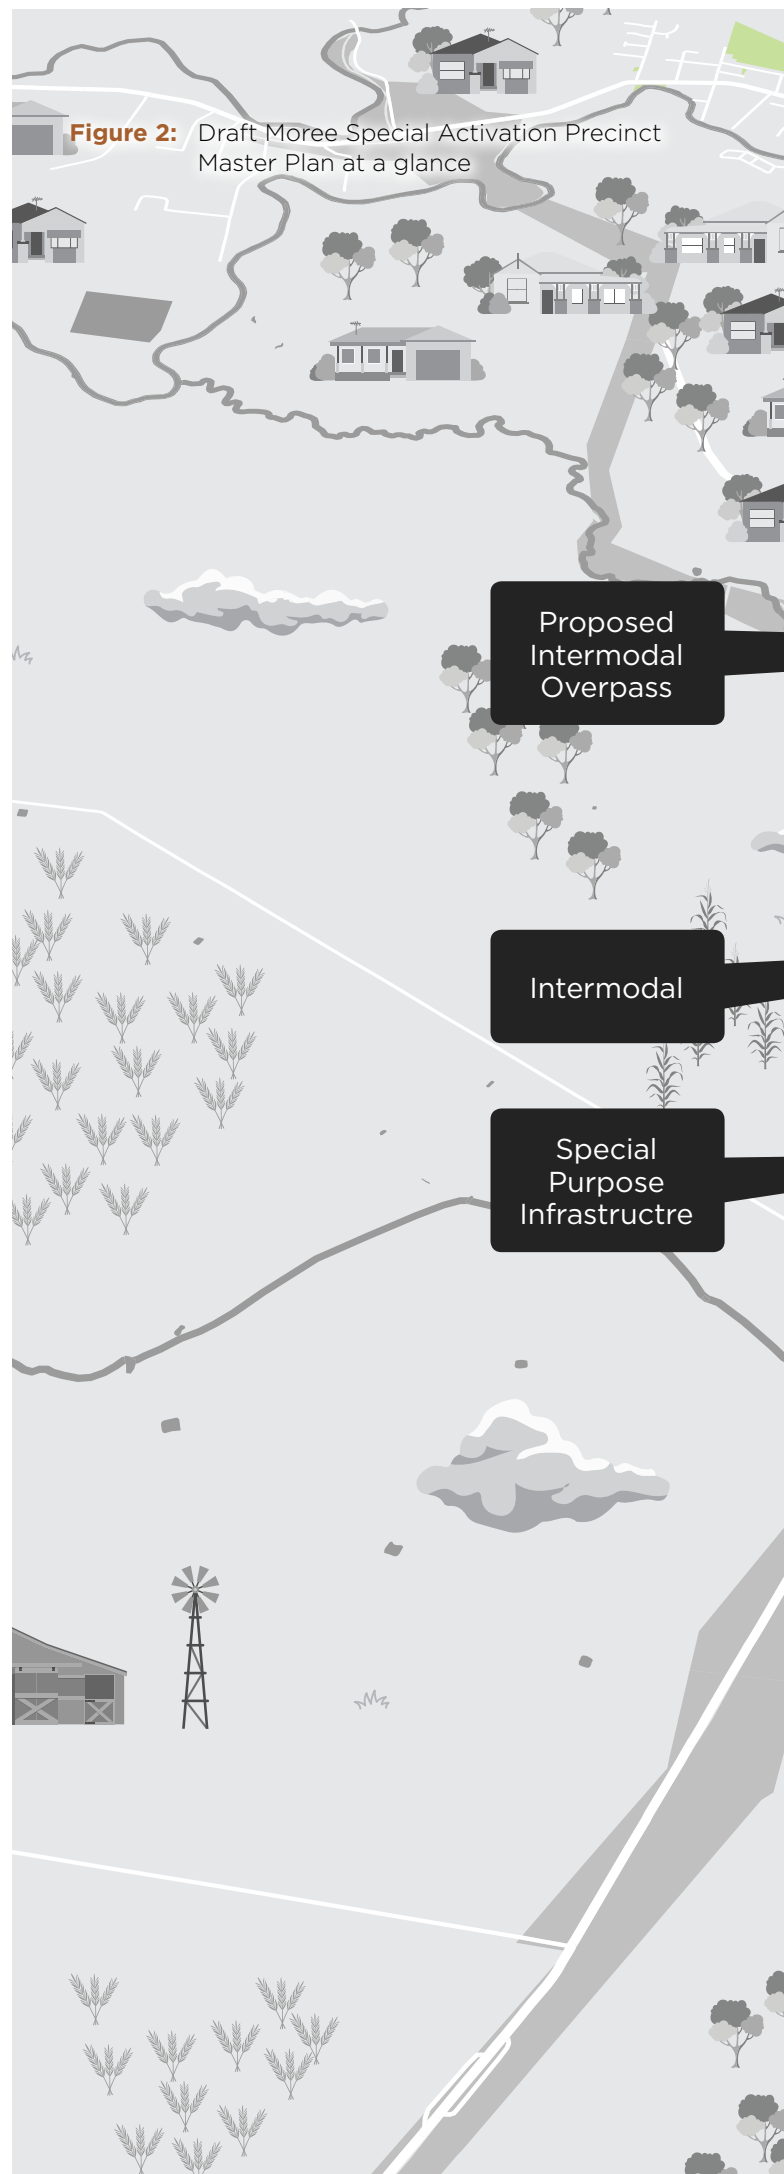 Figure 2: Draft Moree Special Activation Precinct
Master Plan at a glance
Proposed
Intermodal
Overpass
Intermodal
Special
Purpose
Infrastructre